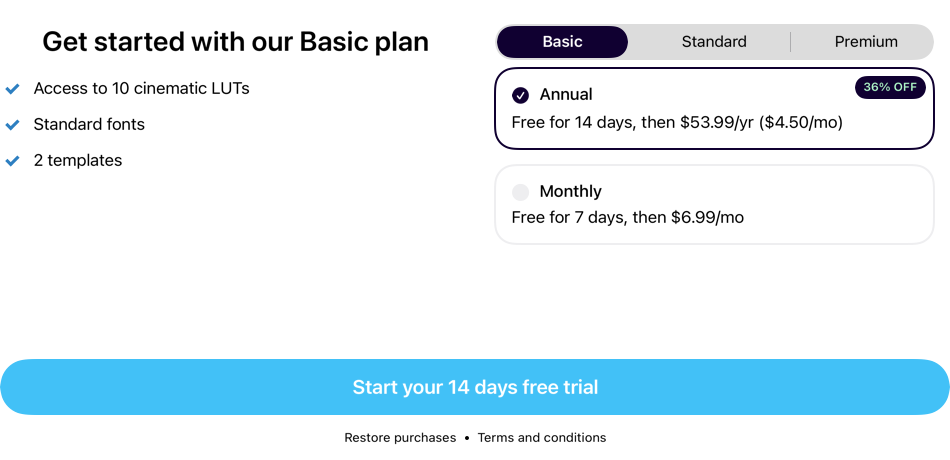 Get started with our Basic plan
Access to 10 cinematic LUTs
Standard fonts
2 templates
Basic
Standard
Premium
36% OFF
Annual
Free for 14 days, then $53.99/yr ($4.50/mo)
Monthly
Free for 7 days, then $6.99/mo
Start your 14 days free trial
Restore purchases • Terms and conditions